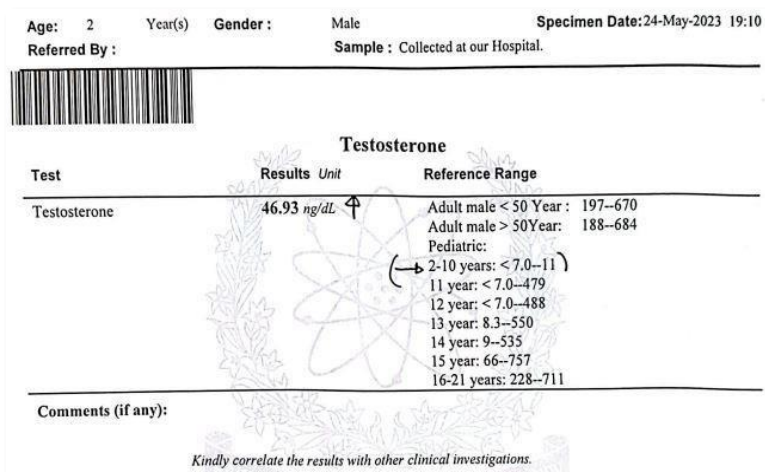 Age: 2 Year(s) Gender : Male Specimen Date:24-May-2023 19:10
Referred By : Sample : Collected at our Hospital.
Testosterone
Test Results Unit Reference Range
Testosterone 46.93 ng/dL ↑ Adult male < 50 Year : 197--670
Adult male > 50Year: 188--684
Pediatric:
(→ 2-10 years: < 7.0--11 )
11 year: < 7.0--479
12 year: < 7.0--488
13 year: 8.3--550
14 year: 9--535
15 year: 66--757
16-21 years: 228--711
Comments (if any):
Kindly correlate the results with other clinical investigations.